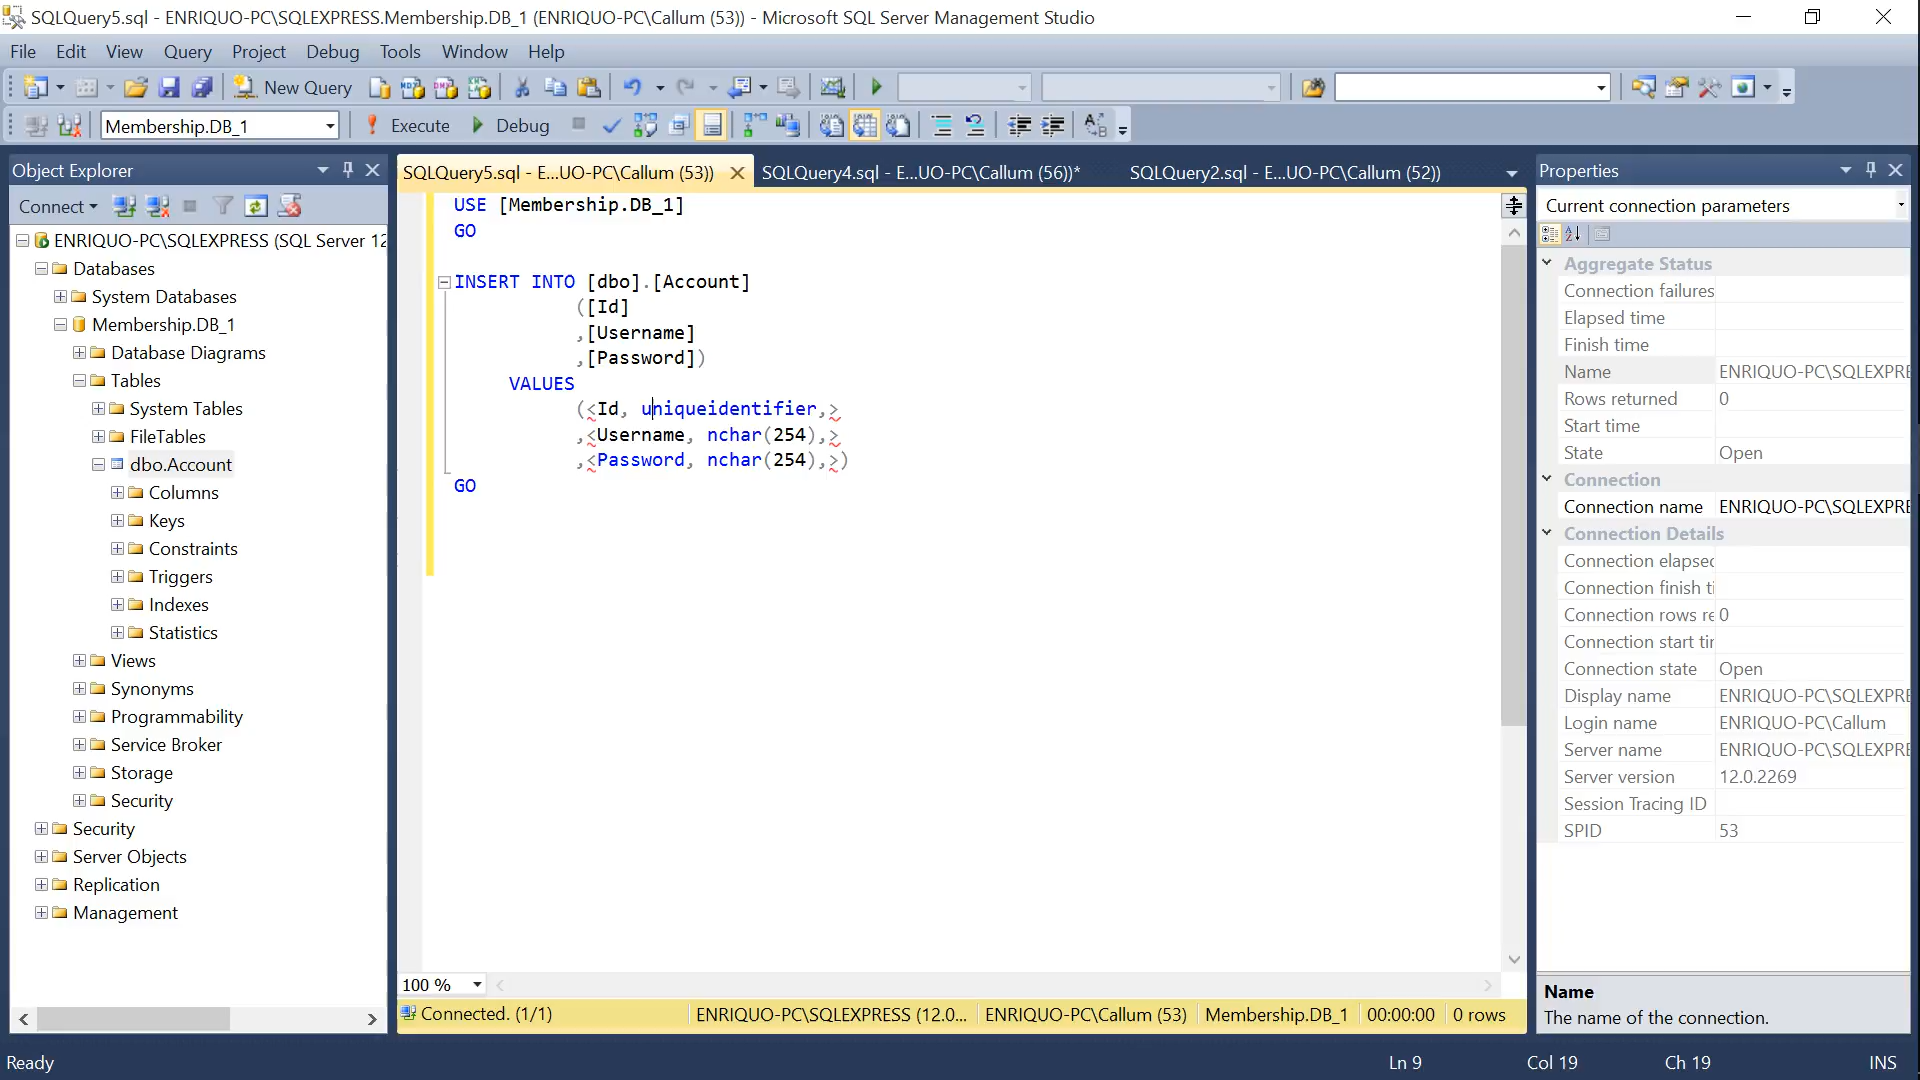 SQLQuery5.sql - ENRIQUO-PC\SQLEXPRESS.Membership.DB_1 (ENRIQUO-PC\Callum (53)) - Microsoft SQL Server Management Studio
File Edit View Query Project Debug Tools Window Help
New Query
Membership.DB_1 Execute Debug
Object Explorer
Connect
ENRIQUO-PC\SQLEXPRESS (SQL Server 12
Databases
System Databases
Membership.DB_1
Database Diagrams
Tables
System Tables
FileTables
dbo.Account
Columns
Keys
Constraints
Triggers
Indexes
Statistics
Views
Synonyms
Programmability
Service Broker
Storage
Security
Security
Server Objects
Replication
Management
SQLQuery5.sql - E...UO-PC\Callum (53)) SQLQuery4.sql - E...UO-PC\Callum (56))* SQLQuery2.sql - E...UO-PC\Callum (52))
USE [Membership.DB_1]
GO
INSERT INTO [dbo].[Account]
([Id]
,[Username]
,[Password])
VALUES
(<Id, uniqueidentifier,>
,<Username, nchar(254),>
,<Password, nchar(254),>)
GO
100 %
Connected. (1/1) ENRIQUO-PC\SQLEXPRESS (12.0... ENRIQUO-PC\Callum (53) Membership.DB_1 00:00:00 0 rows
Properties
Current connection parameters
Aggregate Status
Connection failures
Elapsed time
Finish time
Name ENRIQUO-PC\SQLEXPRE
Rows returned 0
Start time
State Open
Connection
Connection name ENRIQUO-PC\SQLEXPRE
Connection Details
Connection elapsed
Connection finish ti
Connection rows re 0
Connection start tir
Connection state Open
Display name ENRIQUO-PC\SQLEXPRE
Login name ENRIQUO-PC\Callum
Server name ENRIQUO-PC\SQLEXPRE
Server version 12.0.2269
Session Tracing ID
SPID 53
Name
The name of the connection.
Ready Ln 9 Col 19 Ch 19 INS